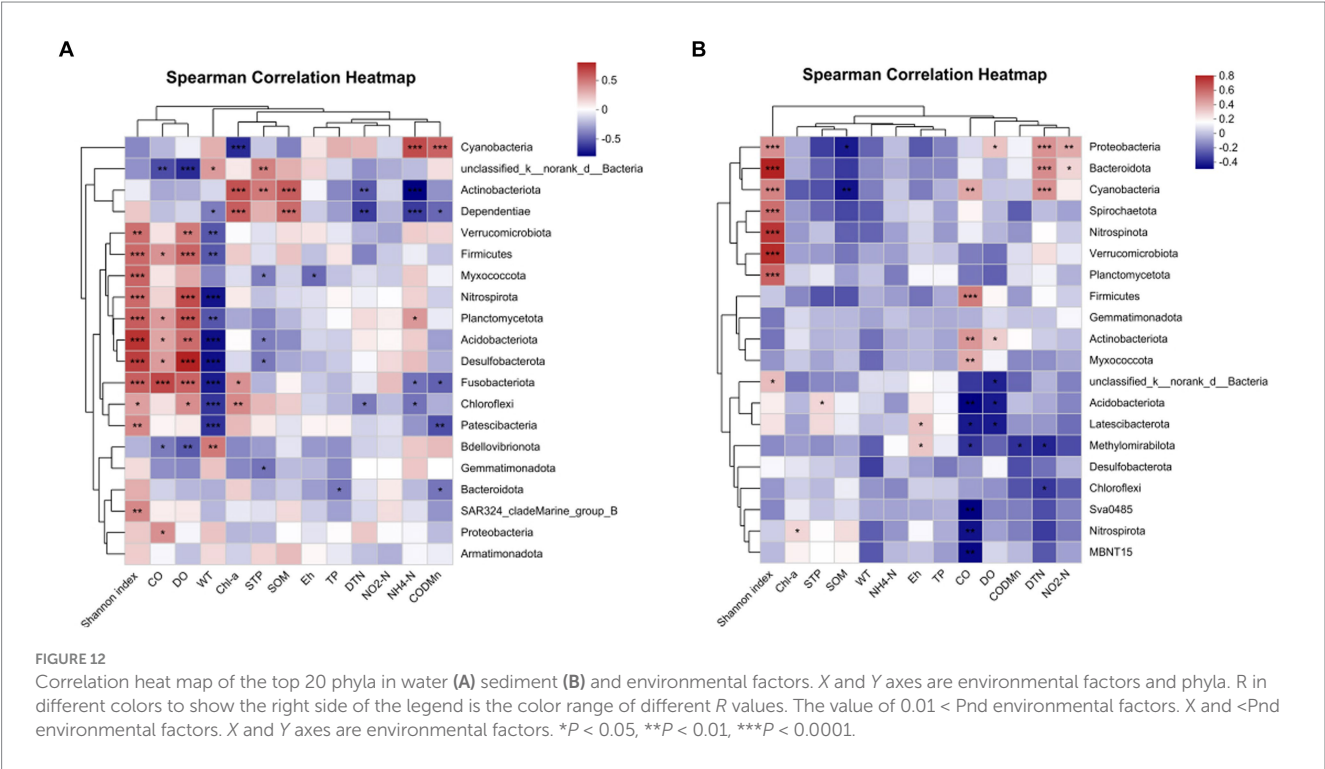 A
Spearman Correlation Heatmap
0.5
0
-0.5
Cyanobacteria
unclassified_k__norank_d__Bacteria
Actinobacteriota
Dependentiae
Verrucomicrobiota
Firmicutes
Myxococcota
Nitrospirota
Planctomycetota
Acidobacteriota
Desulfobacterota
Fusobacteriota
Chloroflexi
Patescibacteria
Bdellovibrionota
Gemmatimonadota
Bacteroidota
SAR324_cladeMarine_group_B
Proteobacteria
Armatimonadota
Shannon index
CO
DO
WT
Chl-a
STP
SOM
Eh
TP
DTN
NO2-N
NH4-N
CODMn
B
Spearman Correlation Heatmap
0.8
0.6
0.4
0.2
0
-0.2
-0.4
Proteobacteria
Bacteroidota
Cyanobacteria
Spirochaetota
Nitrospinota
Verrucomicrobiota
Planctomycetota
Firmicutes
Gemmatimonadota
Actinobacteriota
Myxococcota
unclassified_k__norank_d__Bacteria
Acidobacteriota
Latescibacterota
Methylomirabilota
Desulfobacterota
Chloroflexi
Sva0485
Nitrospirota
MBNT15
Shannon index
Chl-a
STP
SOM
WT
NH4-N
Eh
TP
CO
DO
CODMn
DTN
NO2-N
FIGURE 12
Correlation heat map of the top 20 phyla in water (A) sediment (B) and environmental factors. X and Y axes are environmental factors and phyla. R in
different colors to show the right side of the legend is the color range of different R values. The value of 0.01 < Pnd environmental factors. X and <Pnd
environmental factors. X and Y axes are environmental factors. *P < 0.05, **P < 0.01, ***P < 0.0001.